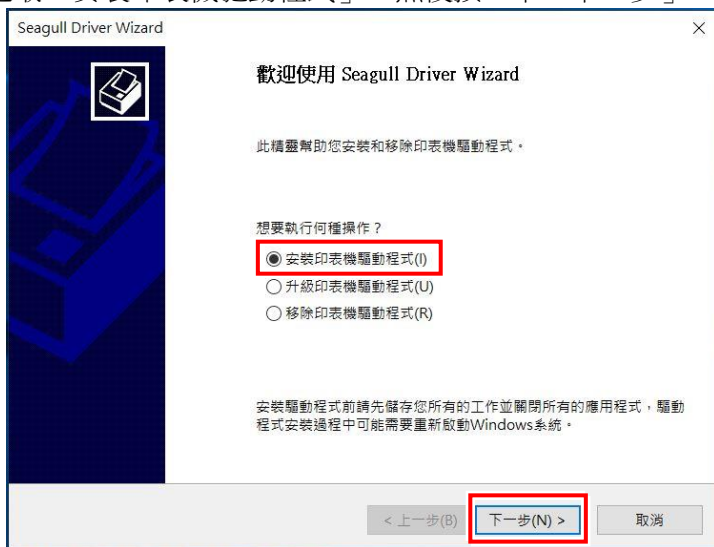 Seagull Driver Wizard
歡迎使用 Seagull Driver Wizard
此精靈幫助您安裝和移除印表機驅動程式。
想要執行何種操作？
安裝印表機驅動程式(I)
升級印表機驅動程式(U)
移除印表機驅動程式(R)
安裝驅動程式前請先儲存您所有的工作並關閉所有的應用程式，驅動
程式安裝過程中可能需要重新啟動Windows系統。
< 上一步(B)
下一步(N) >
取消